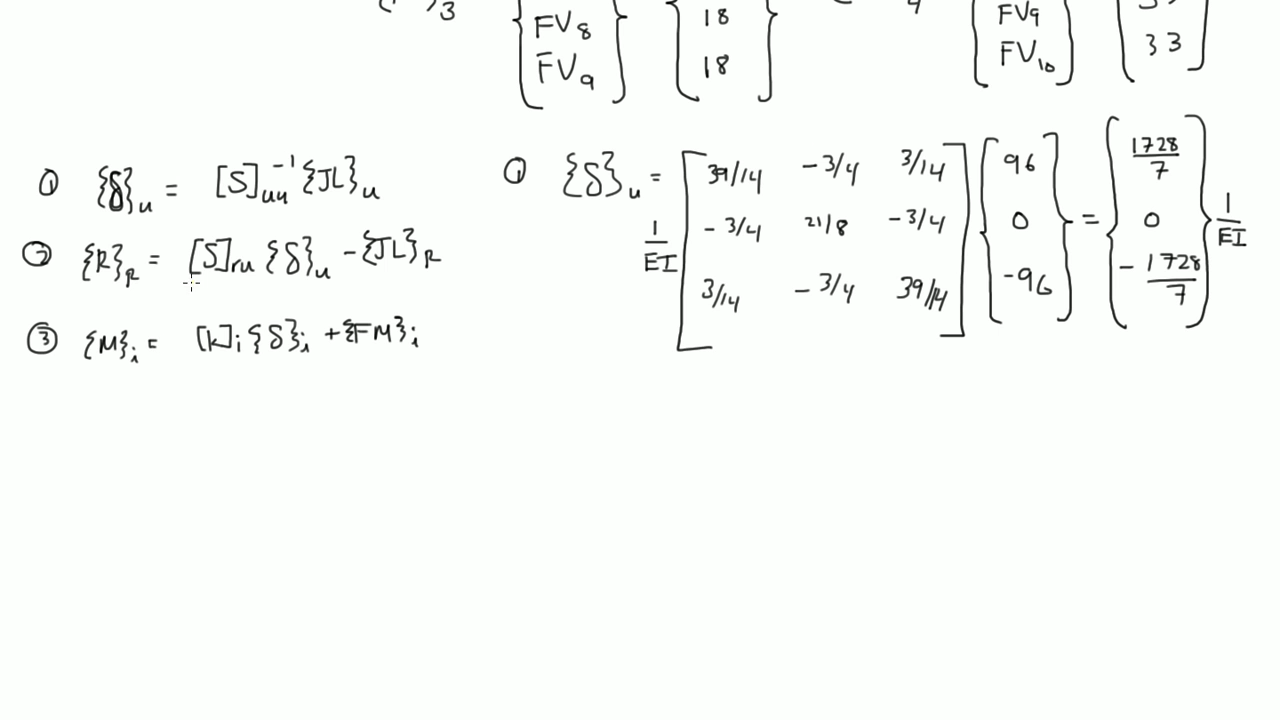 3
FV8
FV9
18
18
4
FV9
FV10
33
① {δ}u = [S]uu⁻¹ {JL}u
② {R}R = [S]ru {δ}u - {JL}R
③ {M}i = [k]i {δ}i + {FM}i
① {δ}u = 1/EI [39/14 -3/4 3/14
-3/4 21/8 -3/4
3/14 -3/4 39/14] {96 0 -96} = {1728/7 0 -1728/7} 1/EI